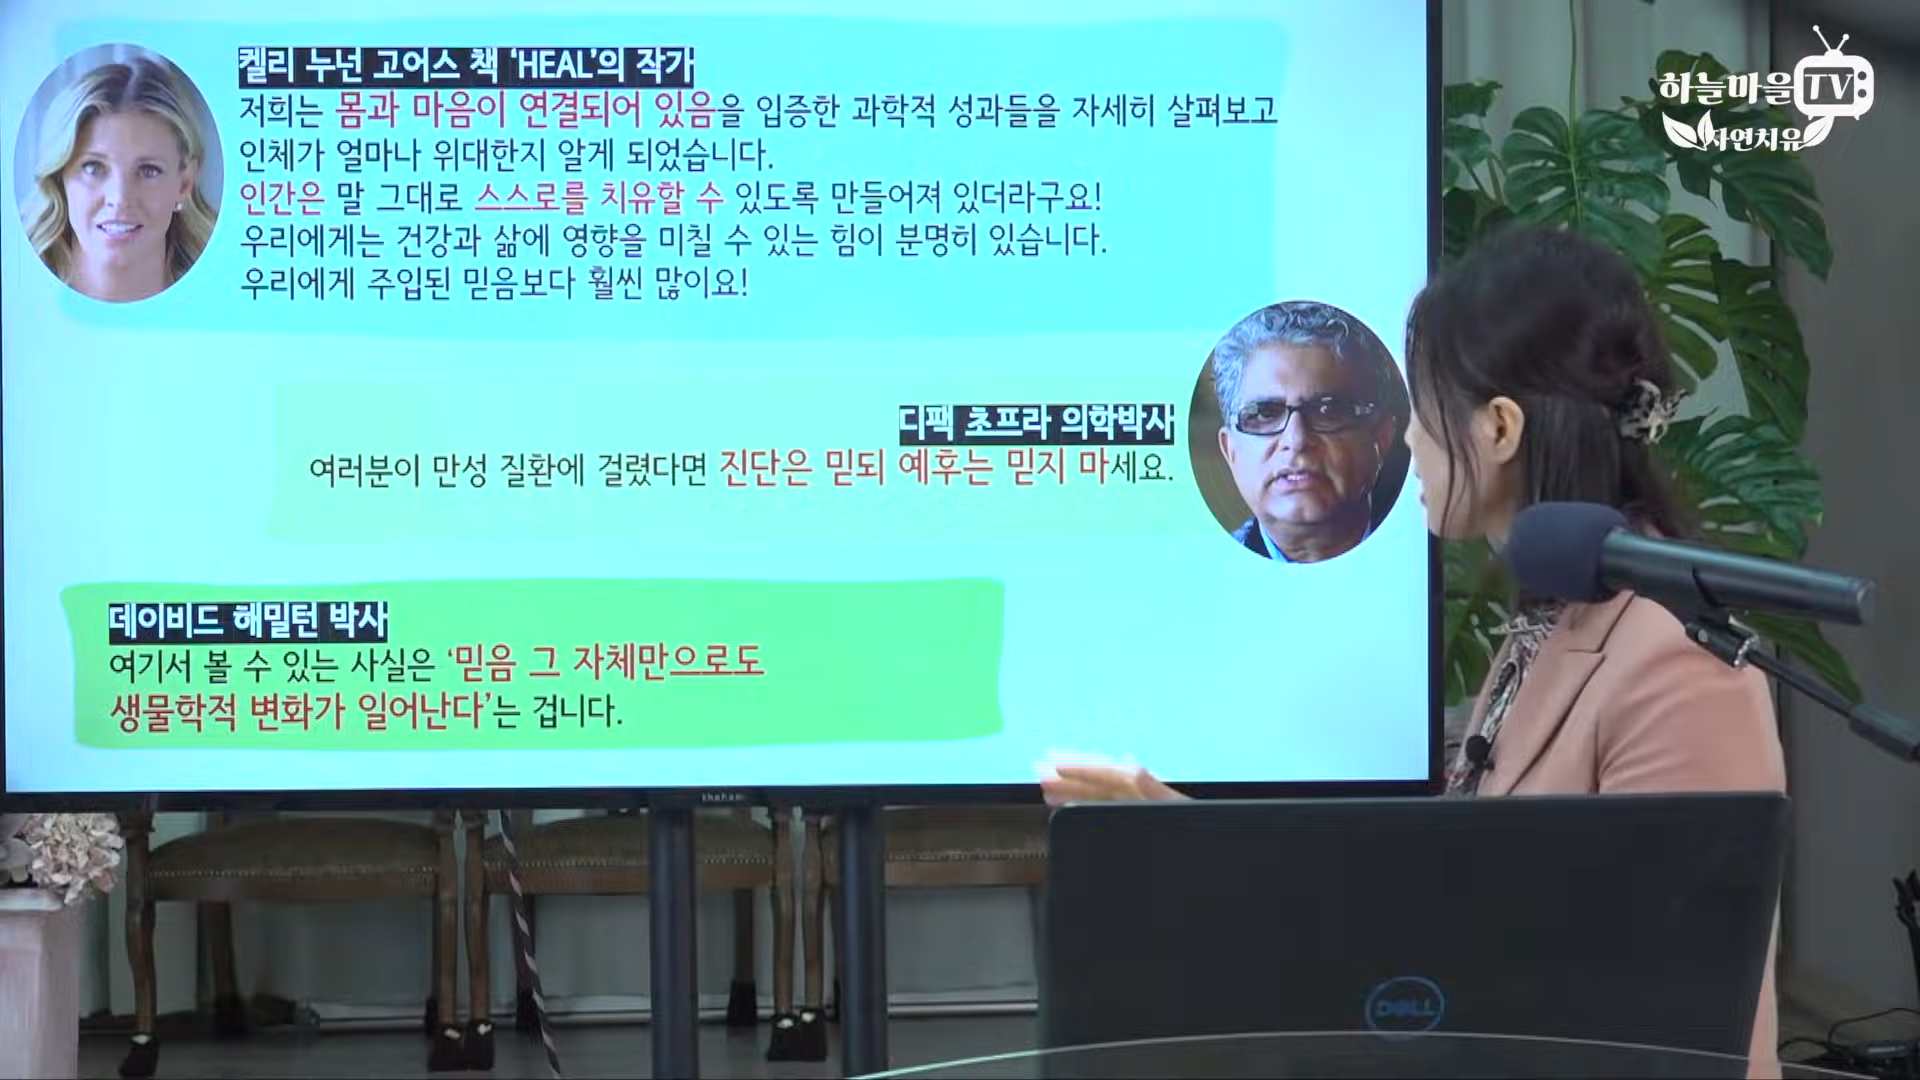 켈리 누넌 고어스 책 ‘HEAL’의 작가
저희는 몸과 마음이 연결되어 있음을 입증한 과학적 성과들을 자세히 살펴보고
인체가 얼마나 위대한지 알게 되었습니다.
인간은 말 그대로 스스로를 치유할 수 있도록 만들어져 있더라구요!
우리에게는 건강과 삶에 영향을 미칠 수 있는 힘이 분명히 있습니다.
우리에게 주입된 믿음보다 훨씬 많이요!
디팩 초프라 의학박사
여러분이 만성 질환에 걸렸다면 진단은 믿되 예후는 믿지 마세요.
데이비드 해밀턴 박사
여기서 볼 수 있는 사실은 ‘믿음 그 자체만으로도
생물학적 변화가 일어난다’는 겁니다.
하늘마을 TV
자연치유
theham
DELL